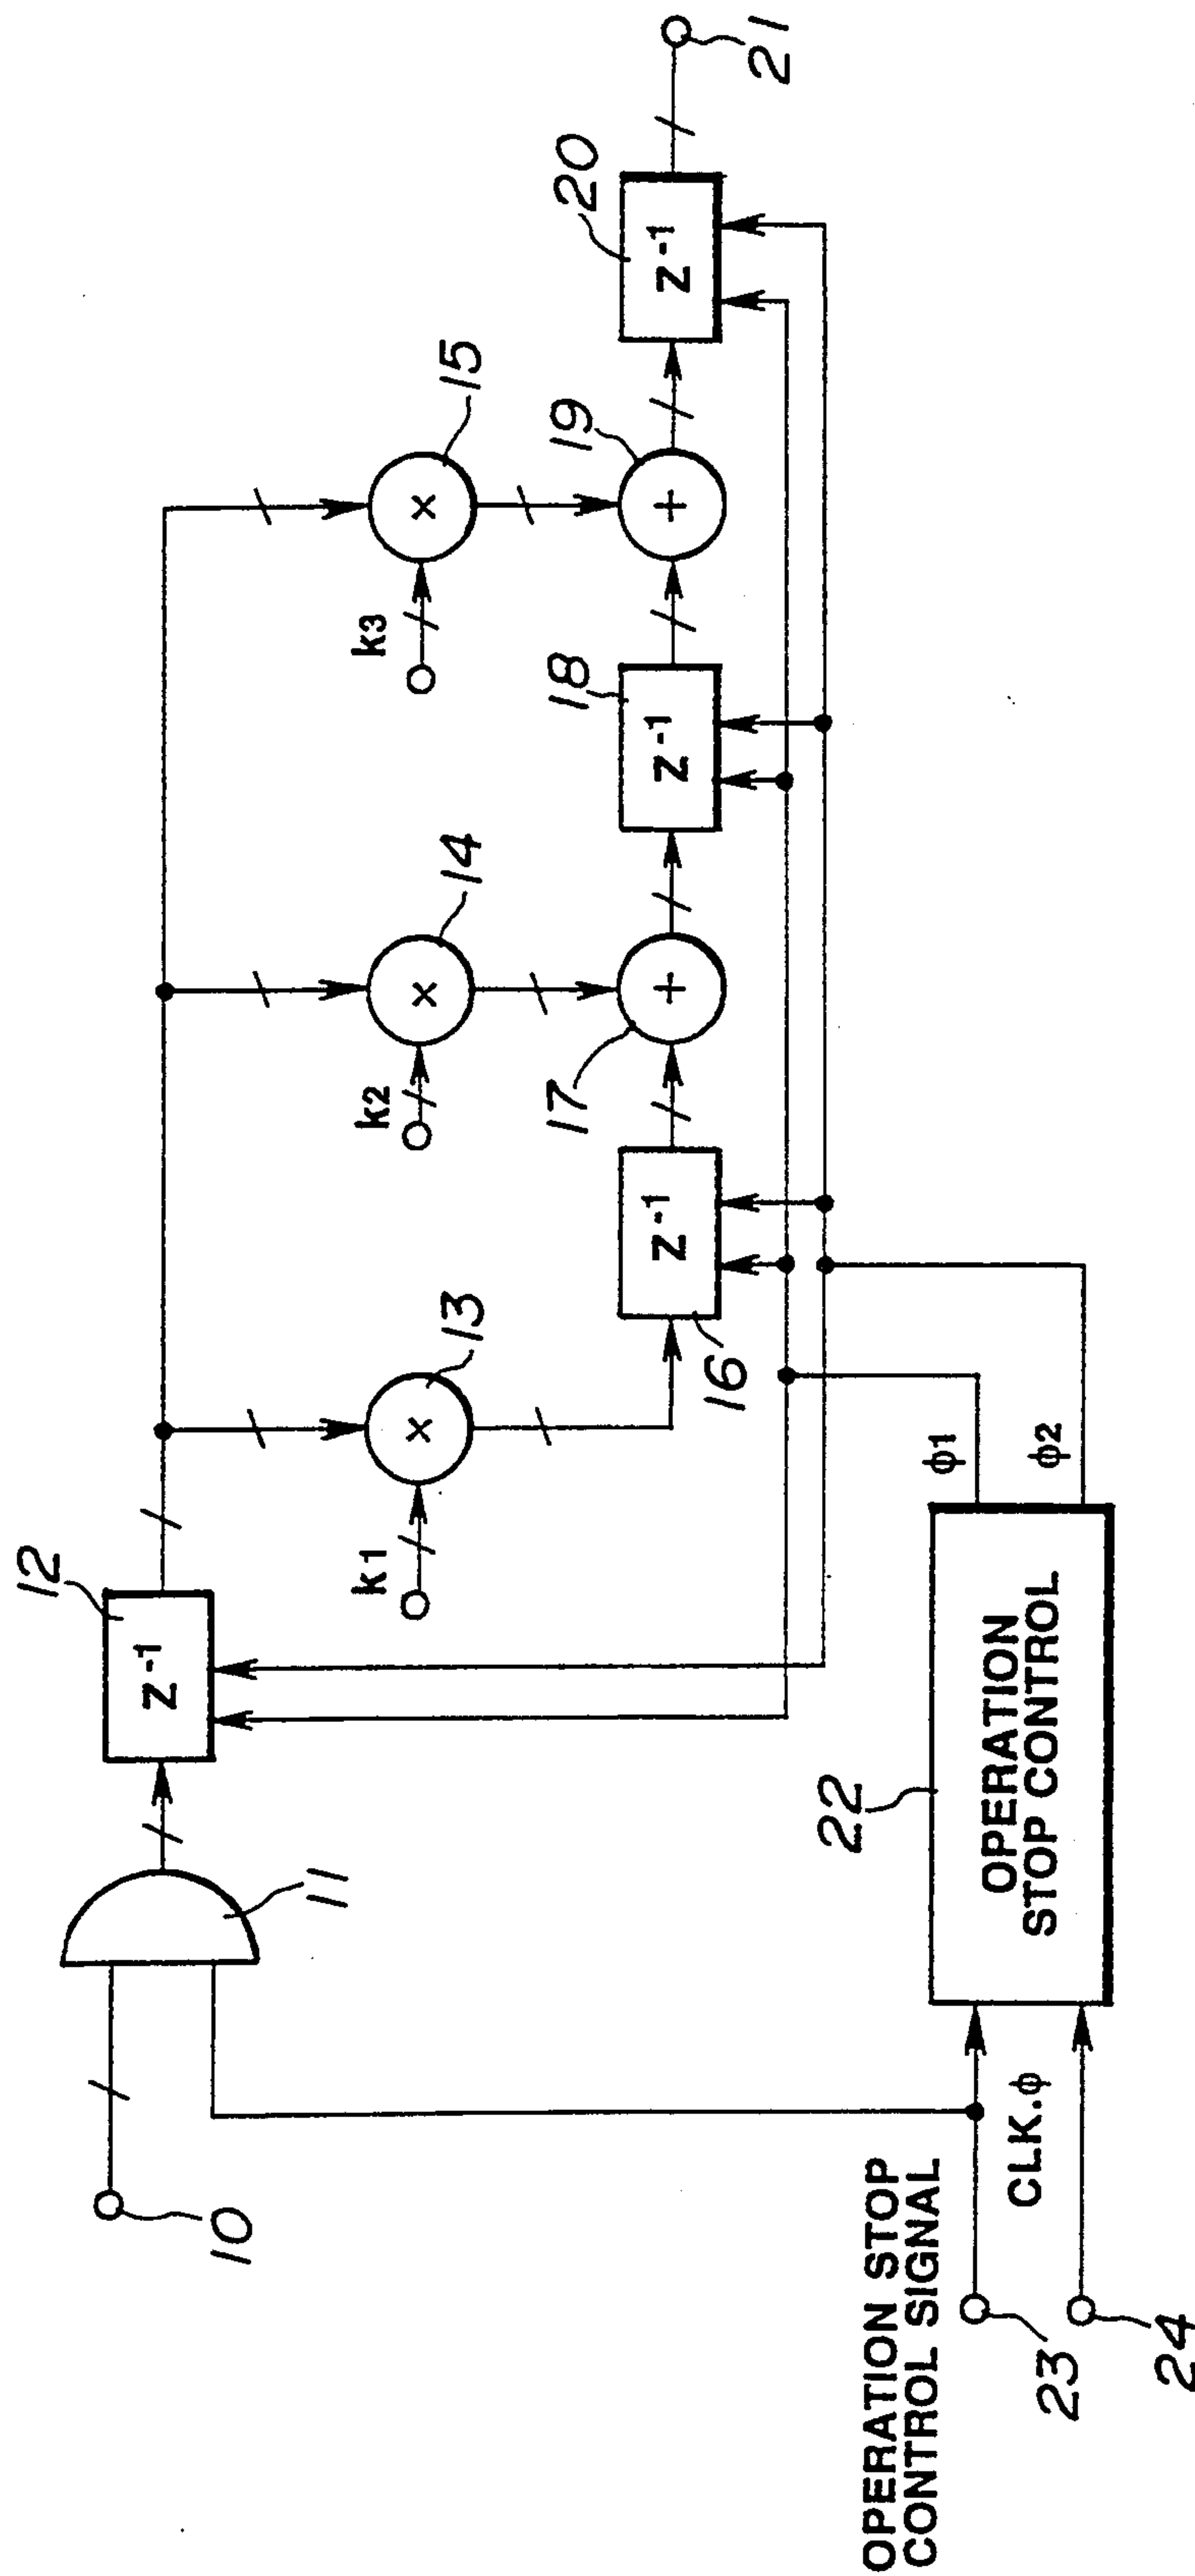 10
11
12
Z⁻¹
k1
13
×
k2
14
×
k3
15
×
16
Z⁻¹
17
+
18
Z⁻¹
19
+
20
Z⁻¹
21
OPERATION STOP
CONTROL SIGNAL
23
CLK.ϕ
24
22
OPERATION
STOP CONTROL
ϕ1
ϕ2